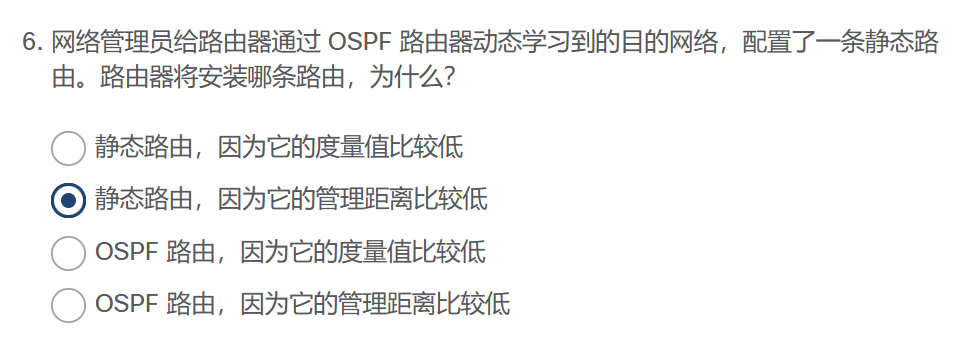 6. 网络管理员给路由器通过 OSPF 路由器动态学习到的目的网络，配置了一条静态路
由。路由器将安装哪条路由，为什么？
静态路由，因为它的度量值比较低
静态路由，因为它的管理距离比较低
OSPF 路由，因为它的度量值比较低
OSPF 路由，因为它的管理距离比较低